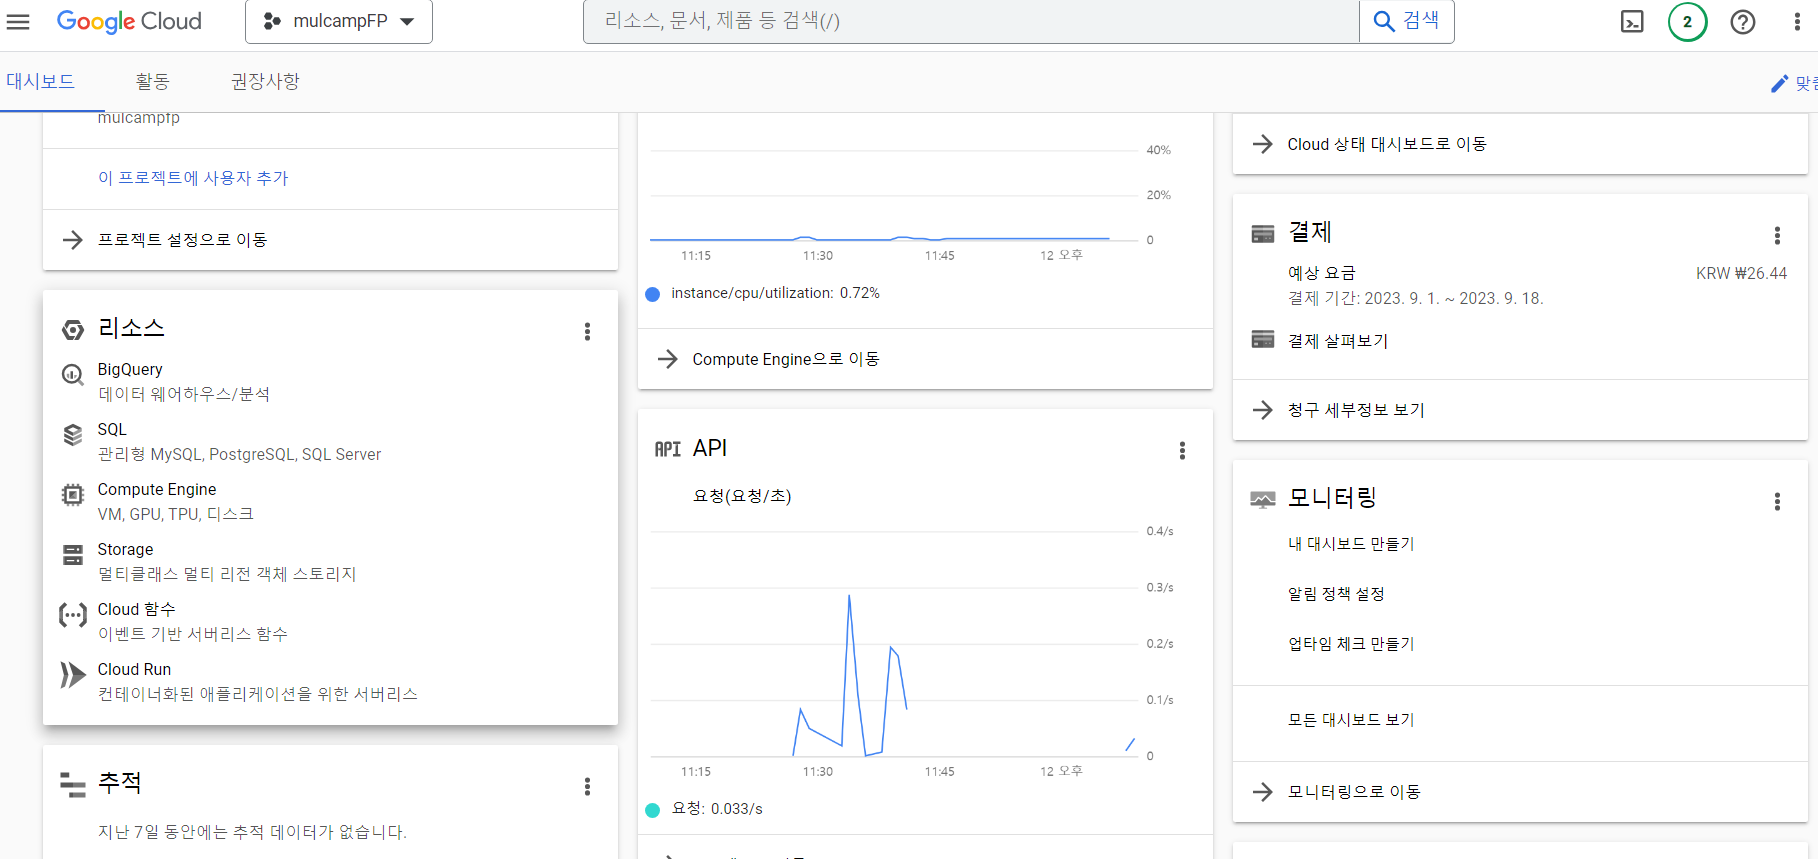 Google Cloud
mulcampFP
리소스, 문서, 제품 등 검색(/)
검색
2
대시보드
활동
권장사항
mulcampfp
이 프로젝트에 사용자 추가
프로젝트 설정으로 이동
리소스
BigQuery
데이터 웨어하우스/분석
SQL
관리형 MySQL, PostgreSQL, SQL Server
Compute Engine
VM, GPU, TPU, 디스크
Storage
멀티클래스 멀티 리전 객체 스토리지
Cloud 함수
이벤트 기반 서버리스 함수
Cloud Run
컨테이너화된 애플리케이션을 위한 서버리스
추적
지난 7일 동안에는 추적 데이터가 없습니다.
40%
20%
0
11:15 11:30 11:45 12 오후
instance/cpu/utilization: 0.72%
Compute Engine으로 이동
API API
요청(요청/초)
0.4/s
0.3/s
0.2/s
0.1/s
0
11:15 11:30 11:45 12 오후
요청: 0.033/s
Cloud 상태 대시보드로 이동
결제
예상 요금 KRW ₩26.44
결제 기간: 2023. 9. 1. ~ 2023. 9. 18.
결제 살펴보기
청구 세부정보 보기
모니터링
내 대시보드 만들기
알림 정책 설정
업타임 체크 만들기
모든 대시보드 보기
모니터링으로 이동